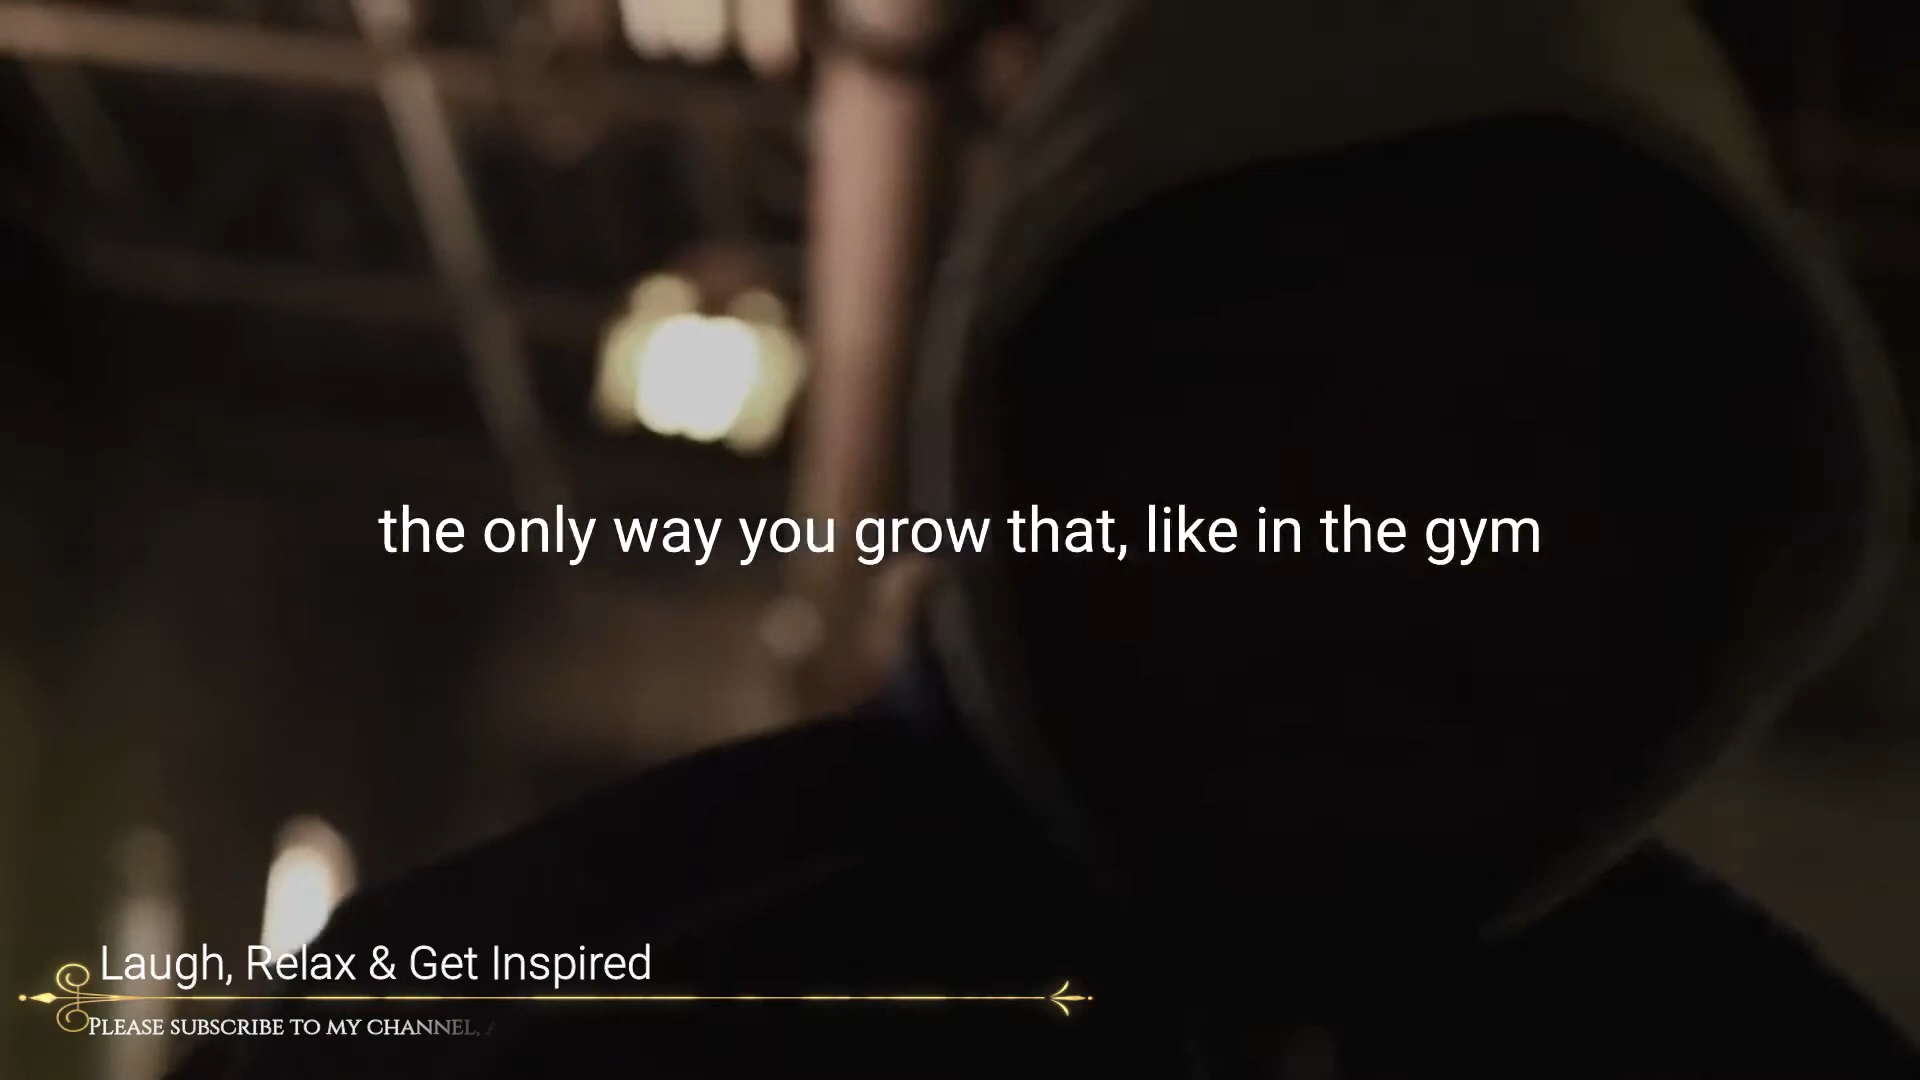 the only way you grow that, like in the gym
Laugh, Relax & Get Inspired
PLEASE SUBSCRIBE TO MY CHANNEL,